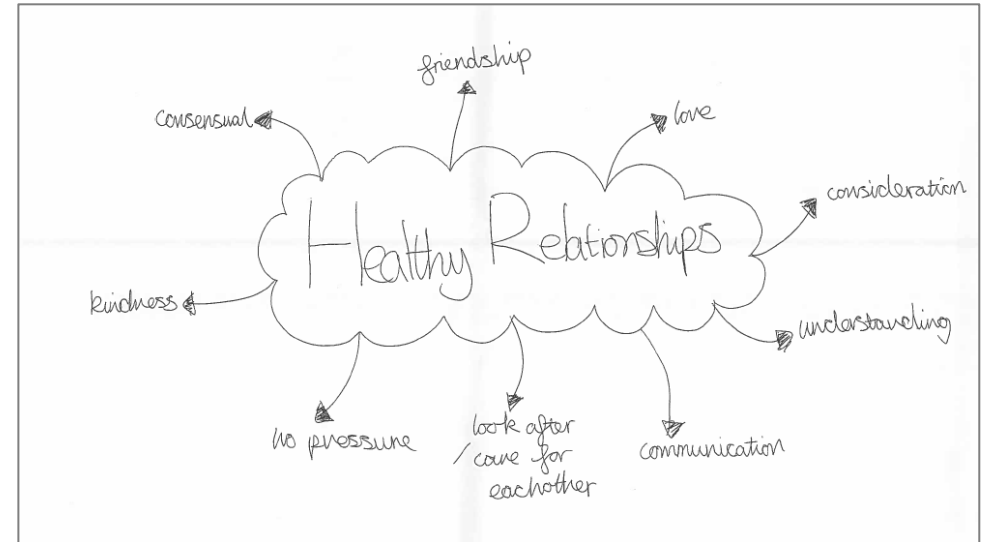 friendship
consensual
love
consideration
Healthy Relationships
kindness
understanding
no pressure
look after
/ care for
eachother
communication